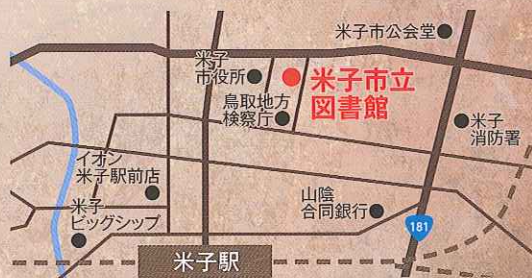 米子市公会堂
米子
市役所
米子市立
図書館
鳥取地方
検察庁
米子
消防署
イオン
米子駅前店
米子
ビッグシップ
山陰
合同銀行
181
米子駅